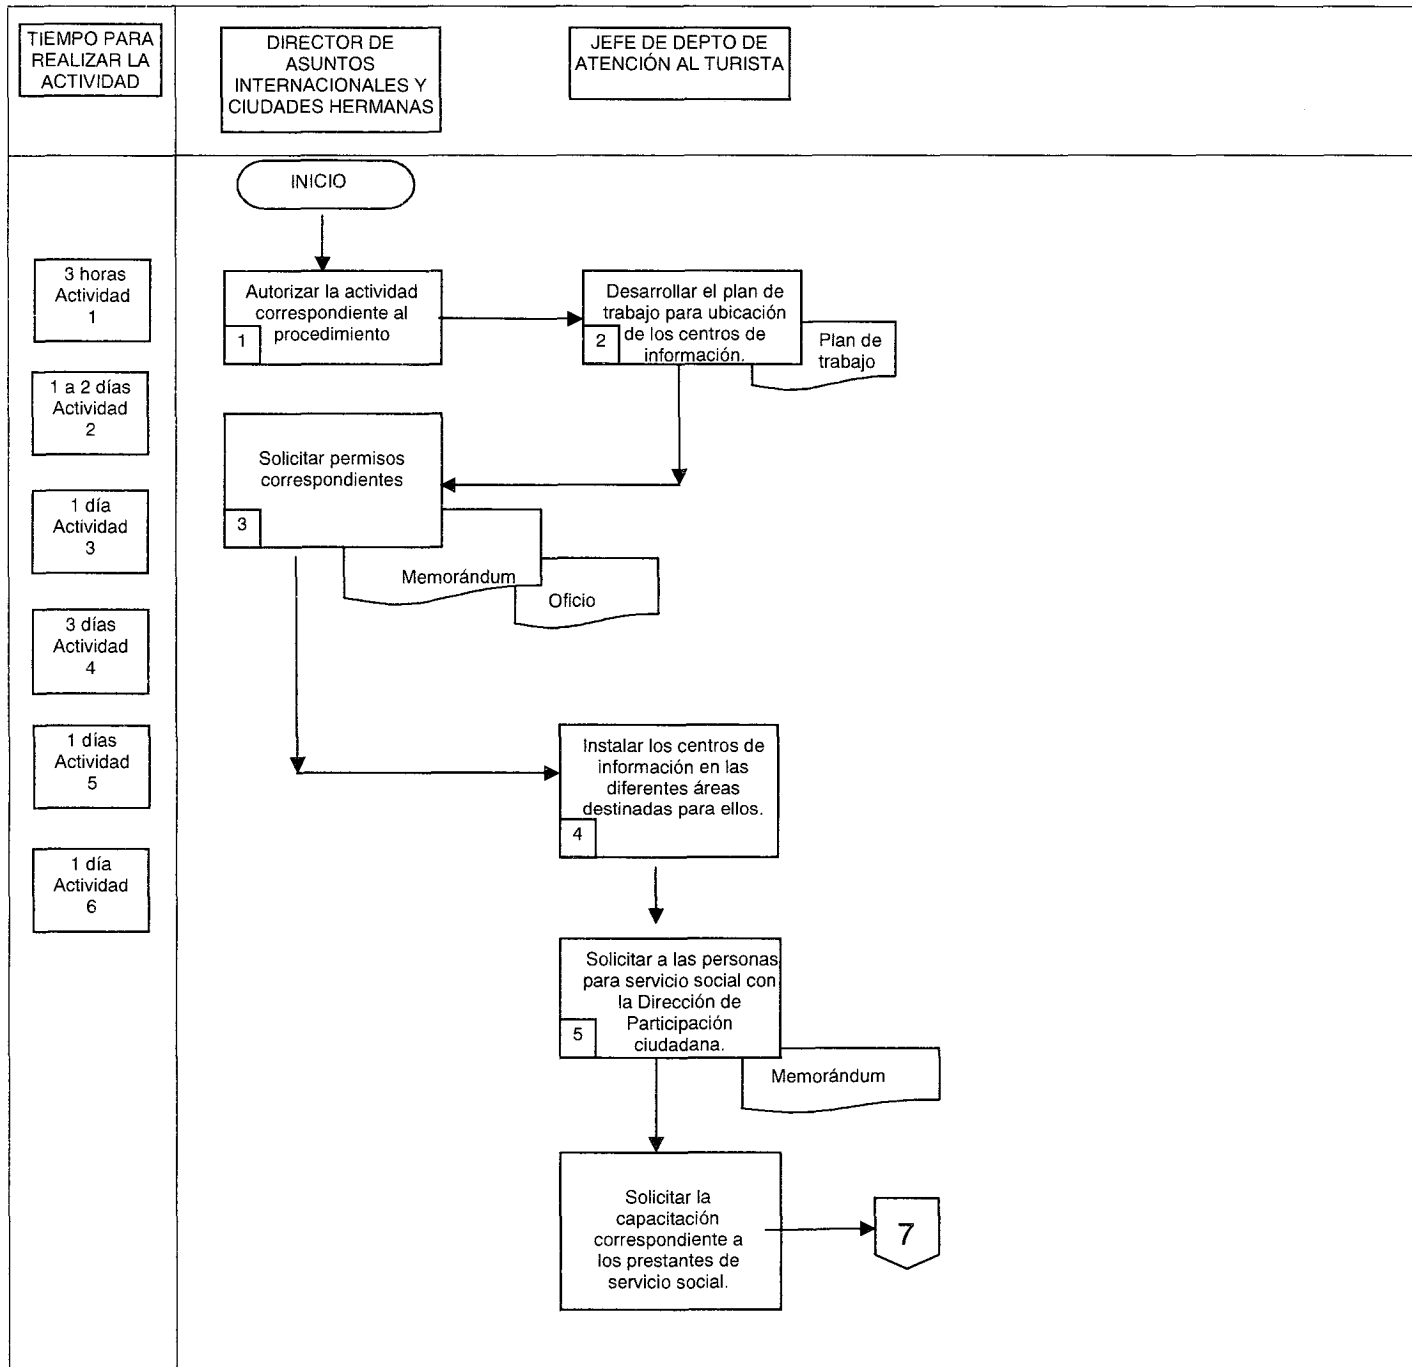 TIEMPO PARA
REALIZAR LA
ACTIVIDAD
DIRECTOR DE
ASUNTOS
INTERNACIONALES Y
CIUDADES HERMANAS
JEFE DE DEPTO DE
ATENCIÓN AL TURISTA
INICIO
3 horas
Actividad
1
Autorizar la actividad
correspondiente al
procedimiento
1
Desarrollar el plan de
trabajo para ubicación
de los centros de
información.
2
Plan de
trabajo
1 a 2 días
Actividad
2
Solicitar permisos
correspondientes
3
Memorándum
Oficio
1 día
Actividad
3
3 días
Actividad
4
1 días
Actividad
5
Instalar los centros de
información en las
diferentes áreas
destinadas para ellos.
4
1 día
Actividad
6
Solicitar a las personas
para servicio social con
la Dirección de
Participación
ciudadana.
5
Memorándum
Solicitar la
capacitación
correspondiente a
los prestantes de
servicio social.
7